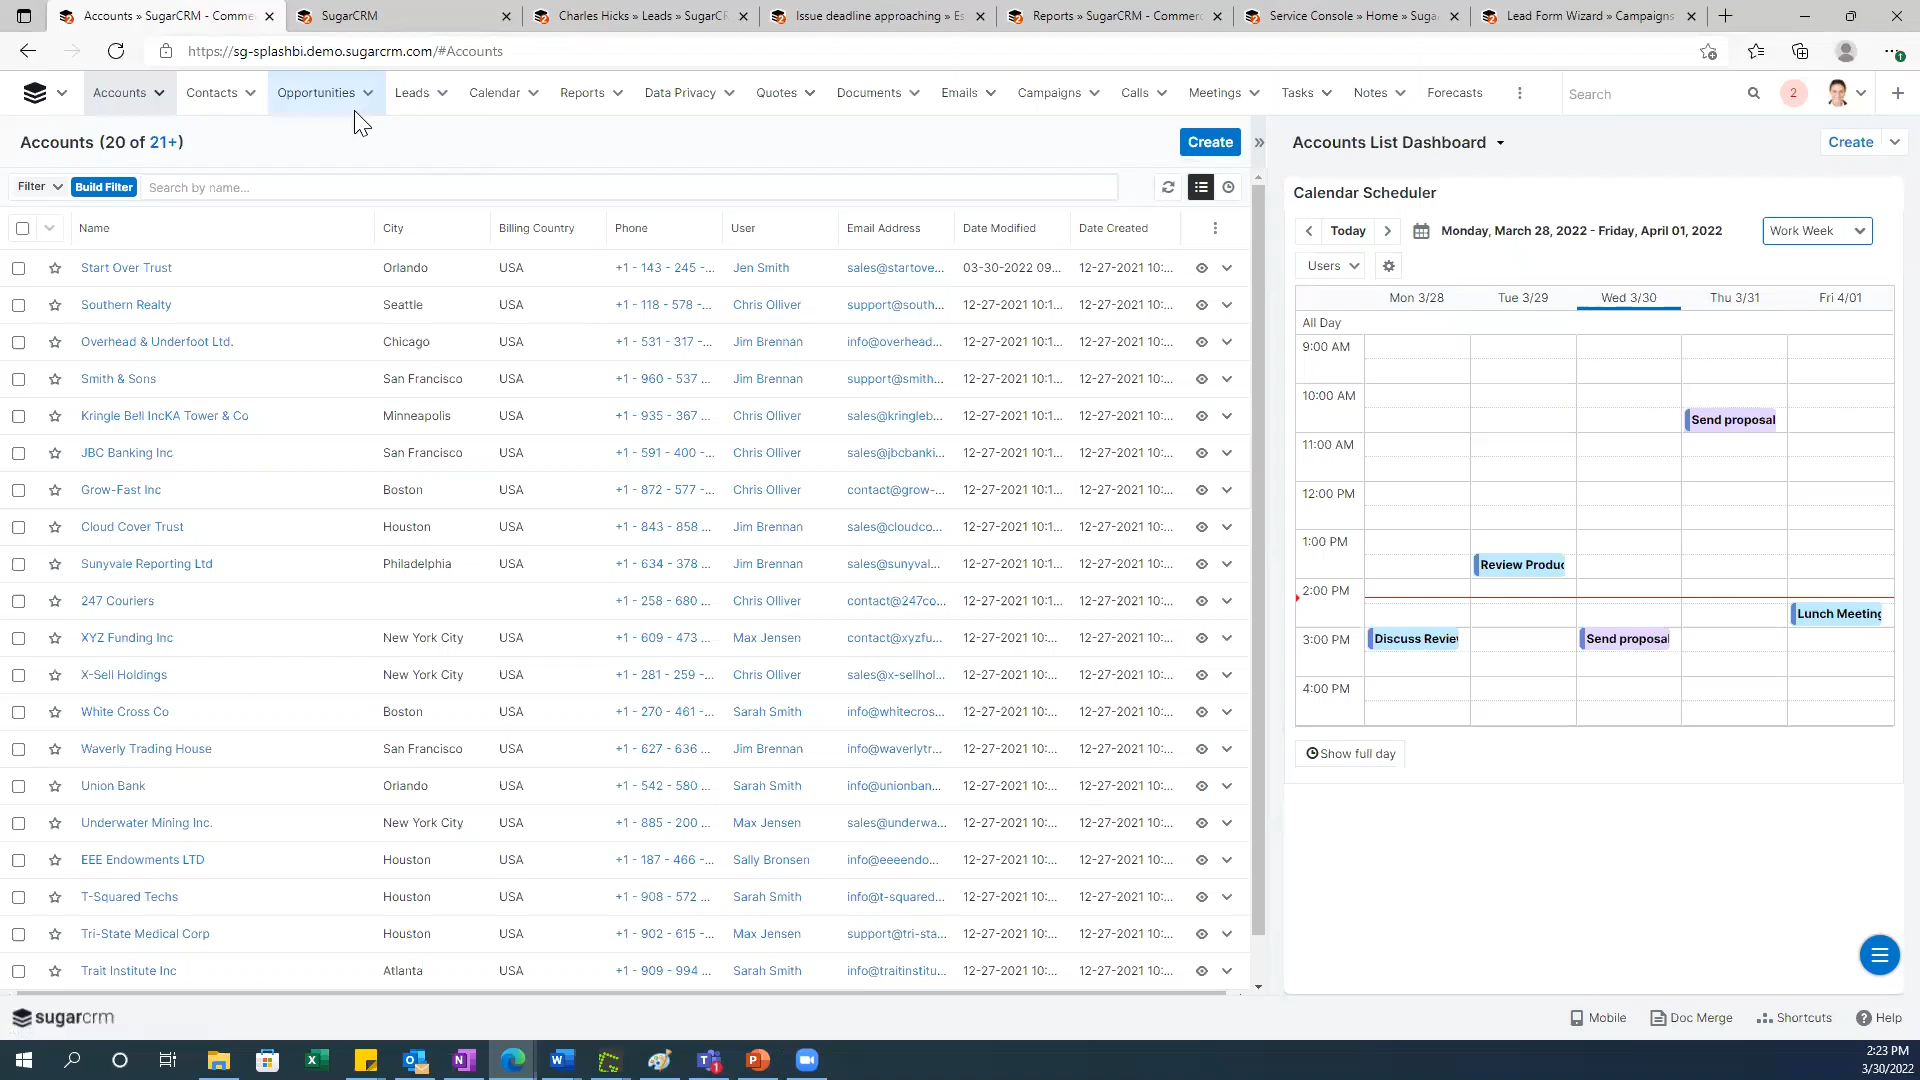 Accounts » SugarCRM - Comme
SugarCRM
Charles Hicks » Leads » SugarCR
Issue deadline approaching » Es
Reports » SugarCRM - Commerc
Service Console » Home » Suga
Lead Form Wizard » Campaigns
https://sg-splashbi.demo.sugarcrm.com/#Accounts
Accounts Contacts Opportunities Leads Calendar Reports Data Privacy Quotes Documents Emails Campaigns Calls Meetings Tasks Notes Forecasts Search 2
Accounts (20 of 21+) Create
Accounts List Dashboard Create
Filter Build Filter Search by name...
Name City Billing Country Phone User Email Address Date Modified Date Created
Start Over Trust Orlando USA +1 - 143 - 245 -... Jen Smith sales@startove... 03-30-2022 09... 12-27-2021 10:...
Southern Realty Seattle USA +1 - 118 - 578 -... Chris Olliver support@south... 12-27-2021 10:1... 12-27-2021 10:...
Overhead & Underfoot Ltd. Chicago USA +1 - 531 - 317 -... Jim Brennan info@overhead... 12-27-2021 10:1... 12-27-2021 10:...
Smith & Sons San Francisco USA +1 - 960 - 537 ... Jim Brennan support@smith... 12-27-2021 10:1... 12-27-2021 10:...
Kringle Bell IncKA Tower & Co Minneapolis USA +1 - 935 - 367 ... Chris Olliver sales@kringleb... 12-27-2021 10:1... 12-27-2021 10:...
JBC Banking Inc San Francisco USA +1 - 591 - 400 -... Chris Olliver sales@jbcbanki... 12-27-2021 10:1... 12-27-2021 10:...
Grow-Fast Inc Boston USA +1 - 872 - 577 -... Chris Olliver contact@grow-... 12-27-2021 10:1... 12-27-2021 10:...
Cloud Cover Trust Houston USA +1 - 843 - 858 ... Jim Brennan sales@cloudco... 12-27-2021 10:1... 12-27-2021 10:...
Sunyvale Reporting Ltd Philadelphia USA +1 - 634 - 378 ... Jim Brennan sales@sunyval... 12-27-2021 10:1... 12-27-2021 10:...
247 Couriers USA +1 - 258 - 680 ... Chris Olliver contact@247co... 12-27-2021 10:1... 12-27-2021 10:...
XYZ Funding Inc New York City USA +1 - 609 - 473 ... Max Jensen contact@xyzfu... 12-27-2021 10:... 12-27-2021 10:...
X-Sell Holdings New York City USA +1 - 281 - 259 -... Chris Olliver sales@x-sellhol... 12-27-2021 10:... 12-27-2021 10:...
White Cross Co Boston USA +1 - 270 - 461 -... Sarah Smith info@whitecros... 12-27-2021 10:... 12-27-2021 10:...
Waverly Trading House San Francisco USA +1 - 627 - 636 ... Jim Brennan info@waverlytr... 12-27-2021 10:... 12-27-2021 10:...
Union Bank Orlando USA +1 - 542 - 580 ... Sarah Smith info@unionban... 12-27-2021 10:... 12-27-2021 10:...
Underwater Mining Inc. New York City USA +1 - 885 - 200 ... Max Jensen sales@underwa... 12-27-2021 10:... 12-27-2021 10:...
EEE Endowments LTD Houston USA +1 - 187 - 466 -... Sally Bronsen info@eeeendo... 12-27-2021 10:... 12-27-2021 10:...
T-Squared Techs Houston USA +1 - 908 - 572 ... Sarah Smith info@t-squared... 12-27-2021 10:... 12-27-2021 10:...
Tri-State Medical Corp Houston USA +1 - 902 - 615 -... Max Jensen support@tri-sta... 12-27-2021 10:... 12-27-2021 10:...
Trait Institute Inc Atlanta USA +1 - 909 - 994 ... Sarah Smith info@traitinstitu... 12-27-2021 10:... 12-27-2021 10:...
Calendar Scheduler
Today Monday, March 28, 2022 - Friday, April 01, 2022 Work Week
Users
Mon 3/28 Tue 3/29 Wed 3/30 Thu 3/31 Fri 4/01
All Day
9:00 AM
10:00 AM
Send proposal
11:00 AM
12:00 PM
1:00 PM
Review Produc
2:00 PM
Lunch Meeting
3:00 PM Discuss Review Send proposal
4:00 PM
Show full day
sugarcrm Mobile Doc Merge Shortcuts Help
2:23 PM
3/30/2022